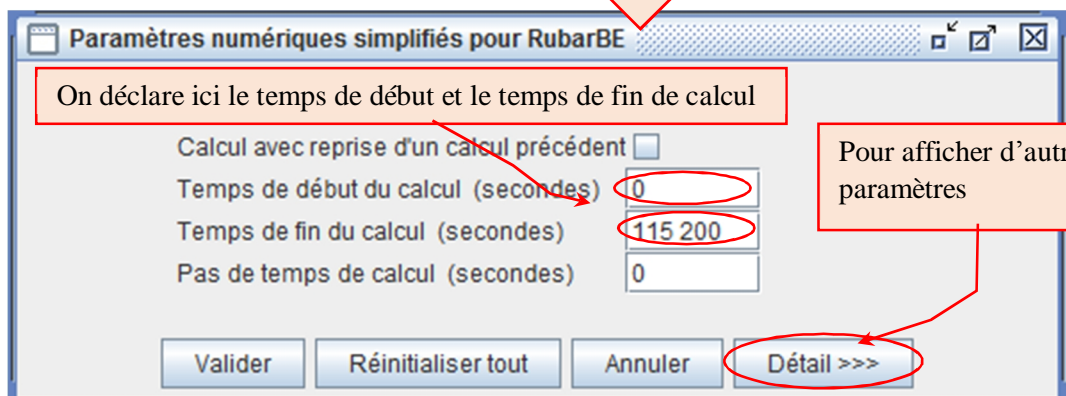 Paramètres numériques simplifiés pour RubarBE
On déclare ici le temps de début et le temps de fin de calcul
Calcul avec reprise d'un calcul précédent
Temps de début du calcul (secondes) 0
Temps de fin du calcul (secondes) 115 200
Pas de temps de calcul (secondes) 0
Pour afficher d'autr
paramètres
Valider Réinitialiser tout Annuler Détail >>>